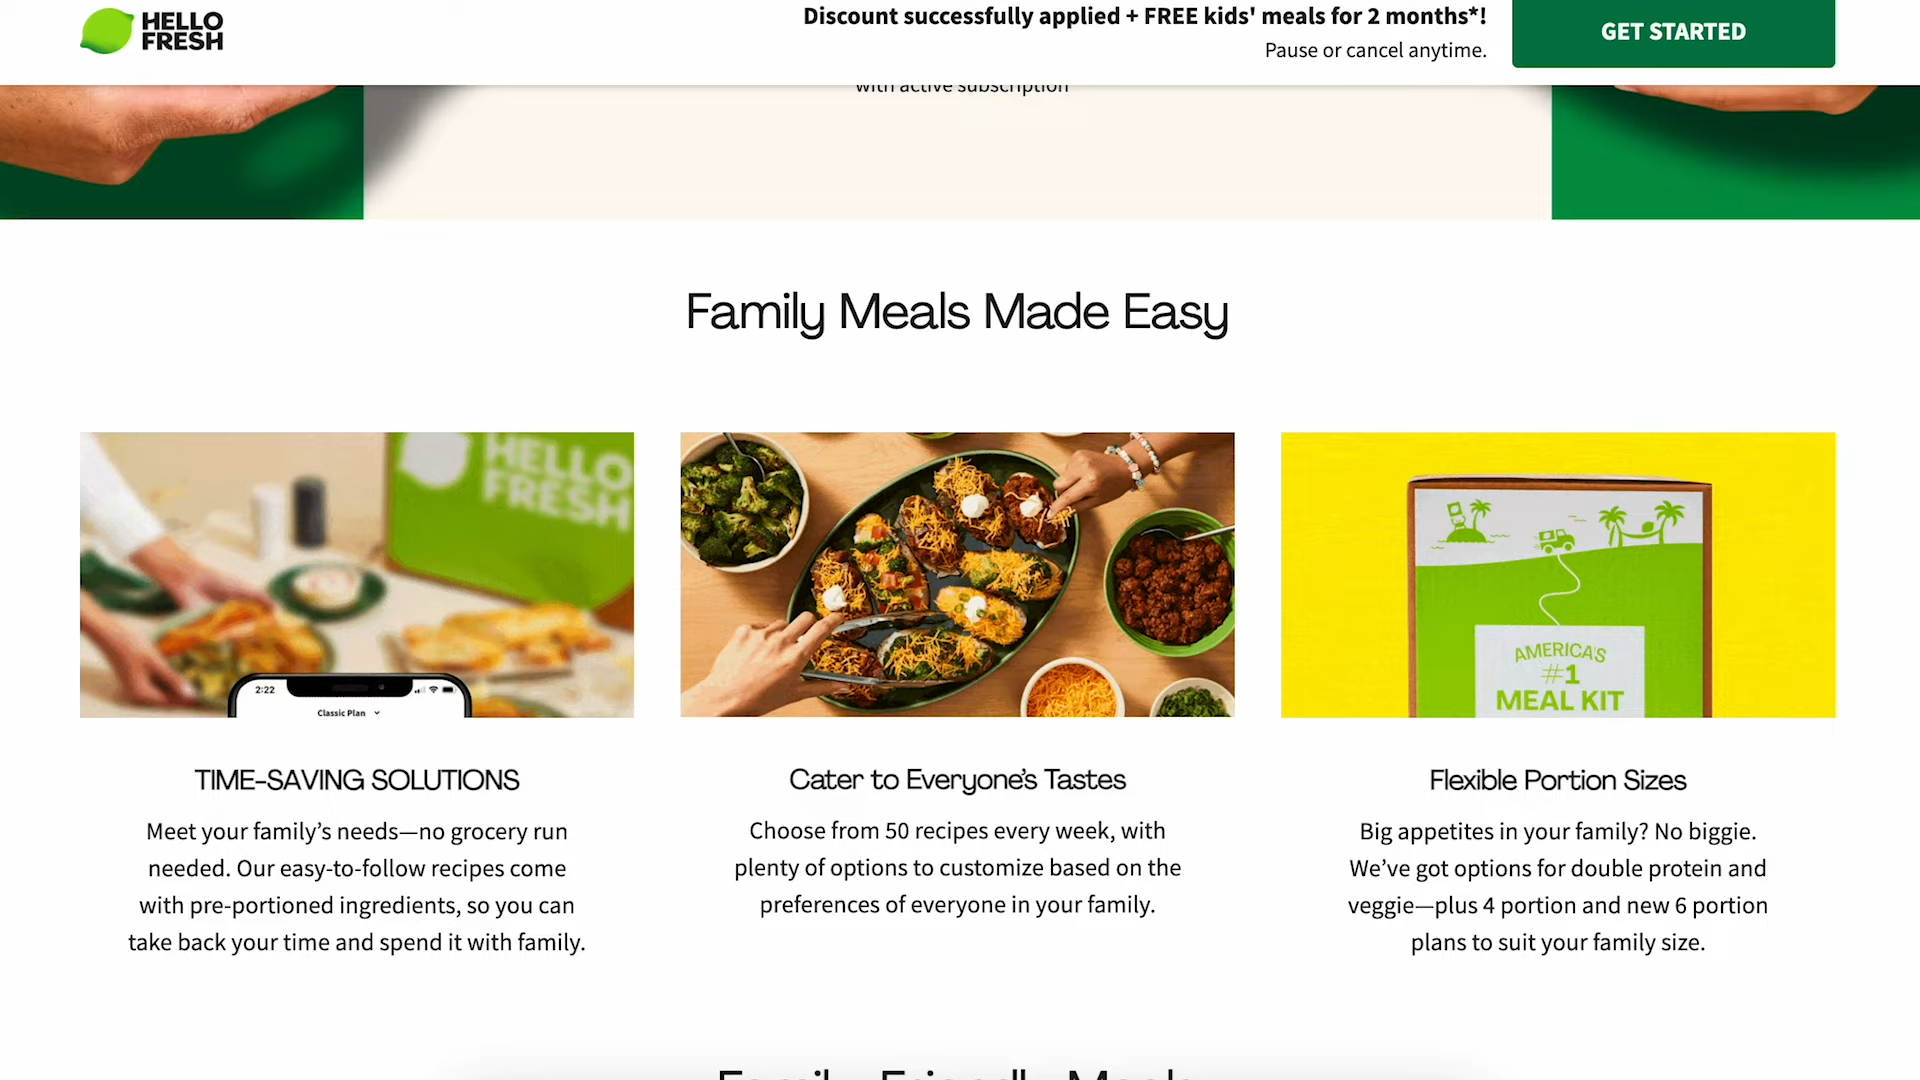 HELLO
FRESH
Discount successfully applied + FREE kids' meals for 2 months*!
Pause or cancel anytime.
GET STARTED
with active subscription
Family Meals Made Easy
HELLO
FRESH
2:22
Classic Plan
AMERICA'S
#1
MEAL KIT
TIME-SAVING SOLUTIONS
Meet your family’s needs—no grocery run
needed. Our easy-to-follow recipes come
with pre-portioned ingredients, so you can
take back your time and spend it with family.
Cater to Everyone’s Tastes
Choose from 50 recipes every week, with
plenty of options to customize based on the
preferences of everyone in your family.
Flexible Portion Sizes
Big appetites in your family? No biggie.
We’ve got options for double protein and
veggie—plus 4 portion and new 6 portion
plans to suit your family size.
Family-Friendly Meals